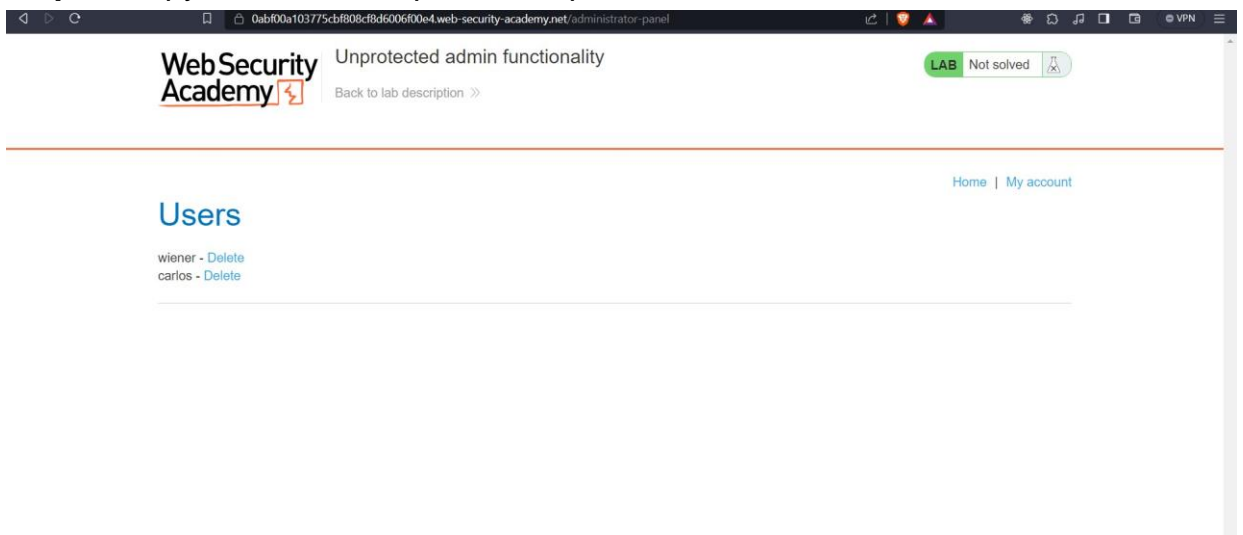 0abf00a103775cbf808cf8d6006f00e4.web-security-academy.net/administrator-panel
VPN
Web Security Academy
Unprotected admin functionality
Back to lab description
LAB Not solved
Home | My account
Users
wiener - Delete
carlos - Delete